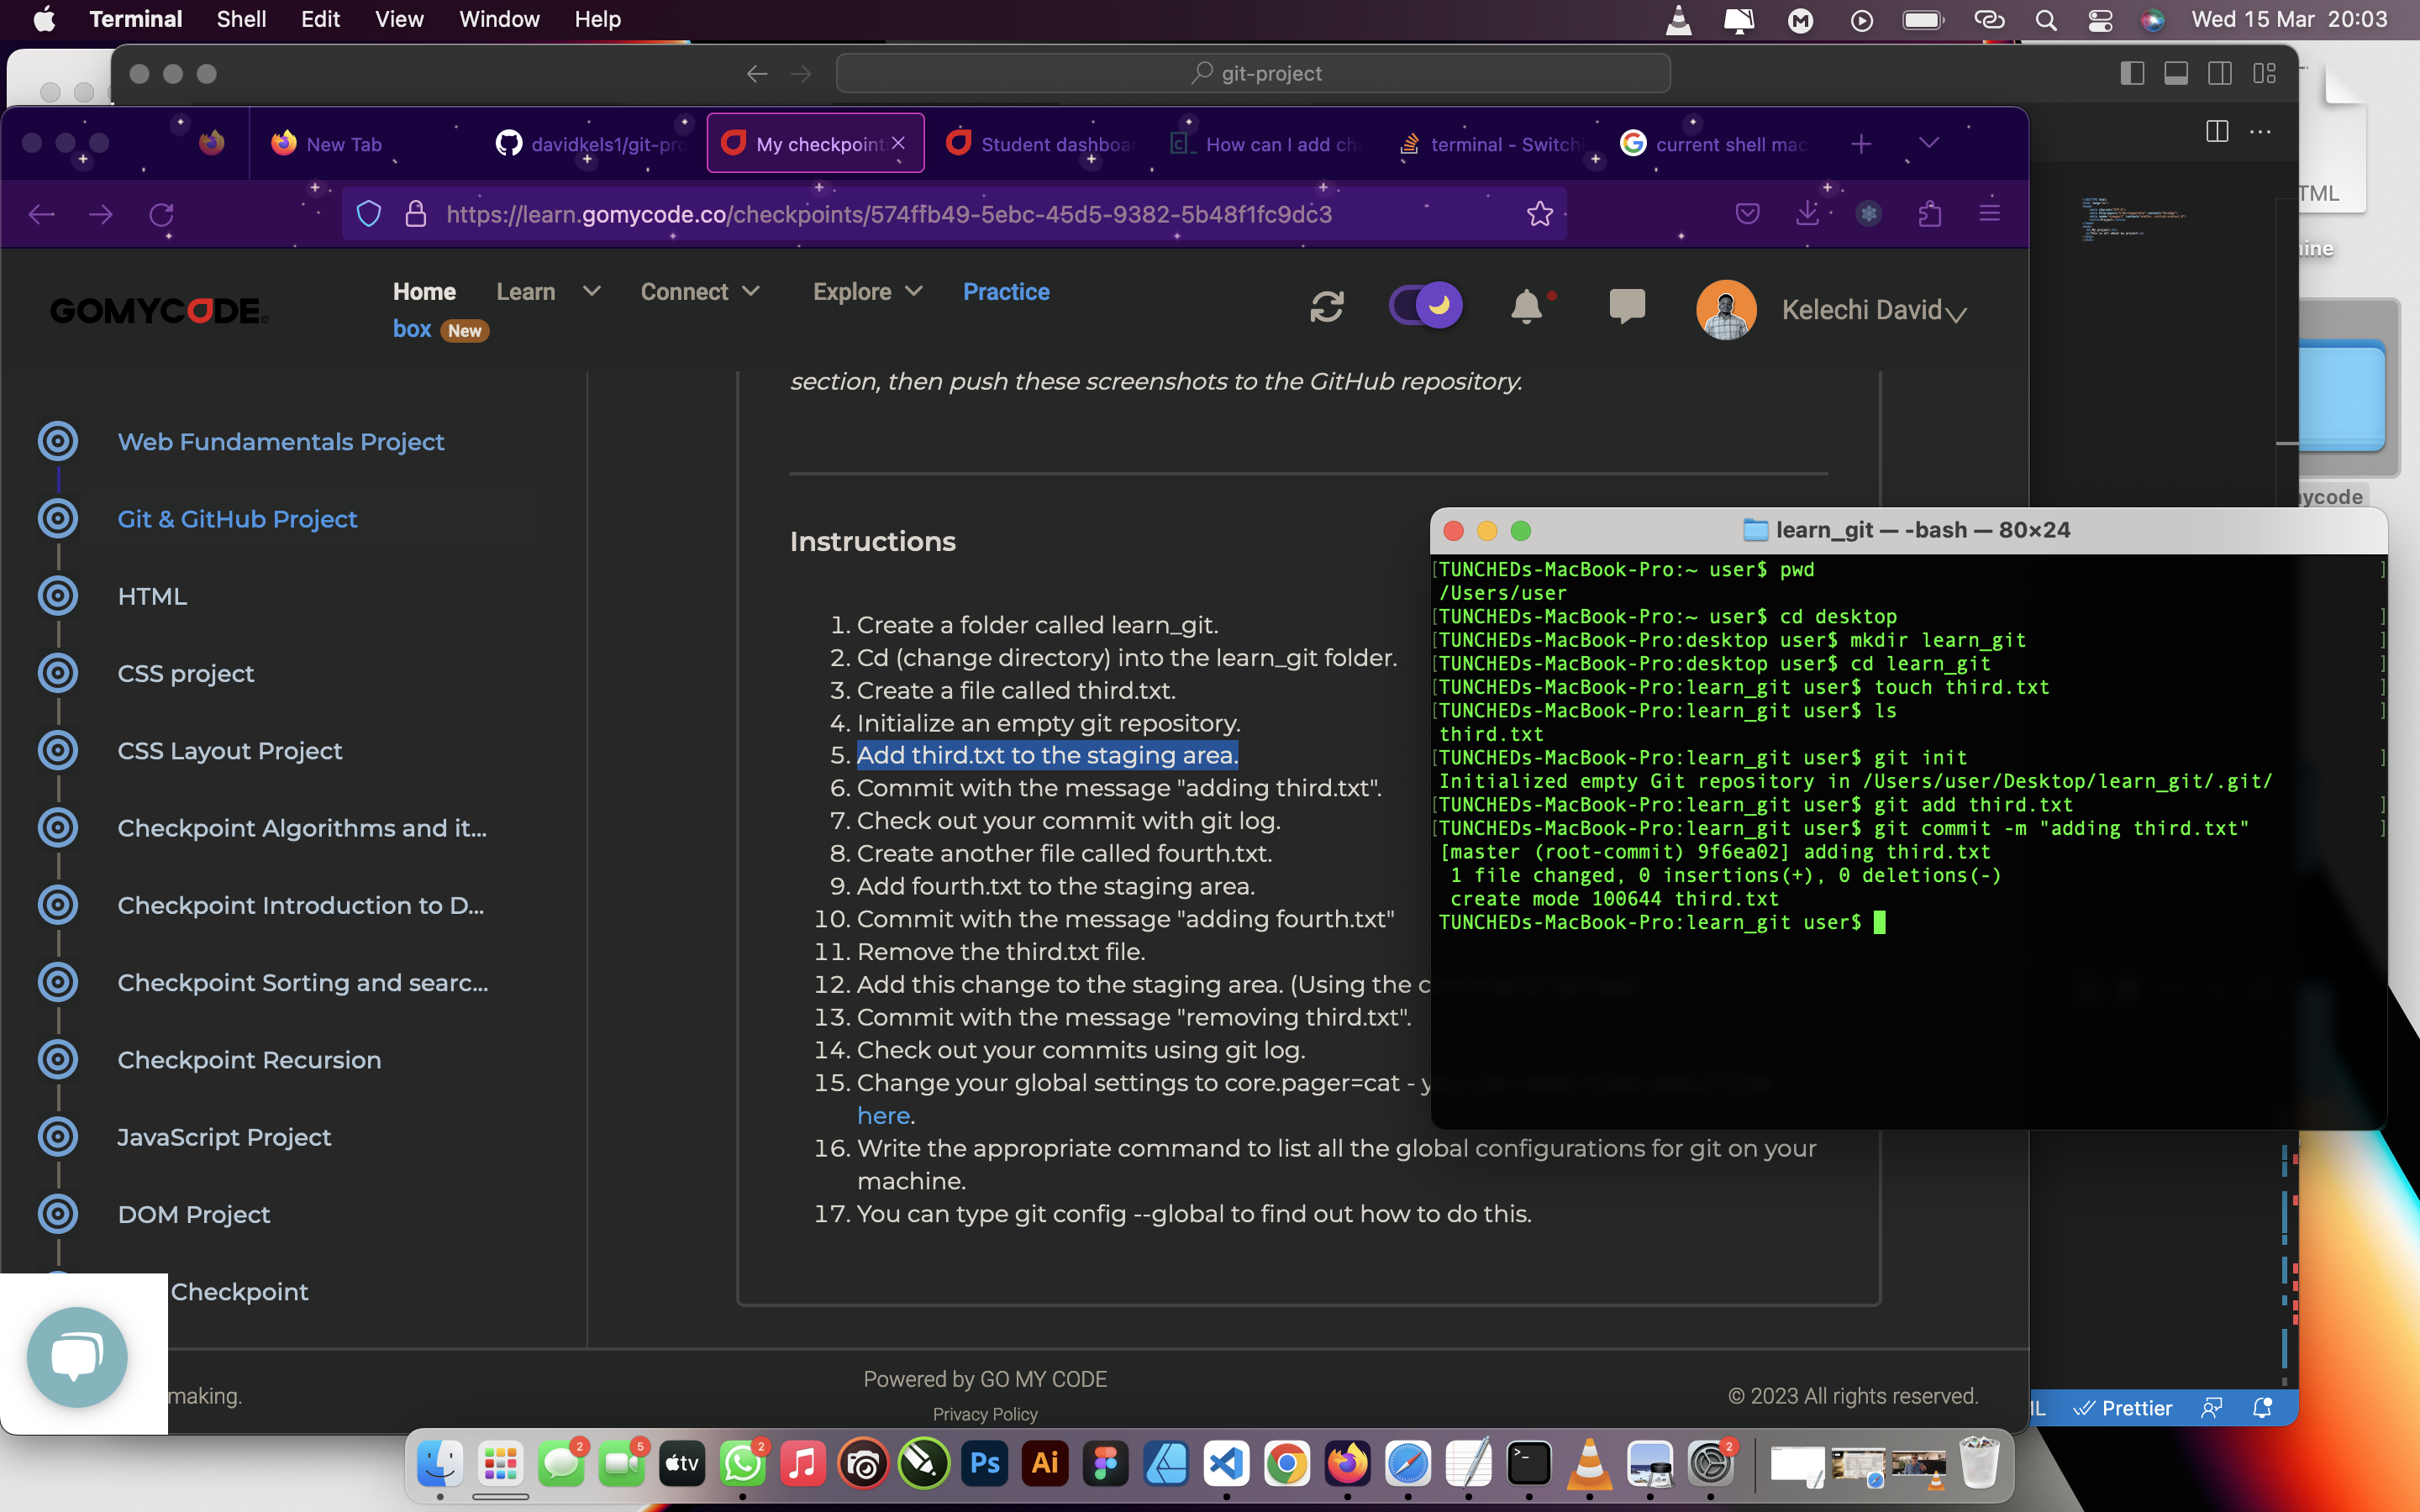 Terminal Shell Edit View Window Help Wed 15 Mar 20:03
git-project
New Tab davidkels1/git-pro My checkpoint Student dashboa How can I add ch terminal - Switchi current shell mac
https://learn.gomycode.co/checkpoints/574ffb49-5ebc-45d5-9382-5b48f1fc9dc3
TML
nine
ycode
GOMYCODE
Home Learn Connect Explore Practice
box New
Kelechi David
Web Fundamentals Project
Git & GitHub Project
HTML
CSS project
CSS Layout Project
Checkpoint Algorithms and it...
Checkpoint Introduction to D...
Checkpoint Sorting and searc...
Checkpoint Recursion
JavaScript Project
DOM Project
Checkpoint
section, then push these screenshots to the GitHub repository.
Instructions
1. Create a folder called learn_git.
2. Cd (change directory) into the learn_git folder.
3. Create a file called third.txt.
4. Initialize an empty git repository.
5. Add third.txt to the staging area.
6. Commit with the message "adding third.txt".
7. Check out your commit with git log.
8. Create another file called fourth.txt.
9. Add fourth.txt to the staging area.
10. Commit with the message "adding fourth.txt"
11. Remove the third.txt file.
12. Add this change to the staging area. (Using the c
13. Commit with the message "removing third.txt".
14. Check out your commits using git log.
15. Change your global settings to core.pager=cat - y
here.
16. Write the appropriate command to list all the global configurations for git on your
machine.
17. You can type git config --global to find out how to do this.
learn_git — -bash — 80×24
[TUNCHEDs-MacBook-Pro:~ user$ pwd ]
/Users/user
[TUNCHEDs-MacBook-Pro:~ user$ cd desktop ]
[TUNCHEDs-MacBook-Pro:desktop user$ mkdir learn_git ]
[TUNCHEDs-MacBook-Pro:desktop user$ cd learn_git ]
[TUNCHEDs-MacBook-Pro:learn_git user$ touch third.txt ]
[TUNCHEDs-MacBook-Pro:learn_git user$ ls ]
third.txt
[TUNCHEDs-MacBook-Pro:learn_git user$ git init ]
Initialized empty Git repository in /Users/user/Desktop/learn_git/.git/
[TUNCHEDs-MacBook-Pro:learn_git user$ git add third.txt ]
[TUNCHEDs-MacBook-Pro:learn_git user$ git commit -m "adding third.txt" ]
[master (root-commit) 9f6ea02] adding third.txt
1 file changed, 0 insertions(+), 0 deletions(-)
create mode 100644 third.txt
TUNCHEDs-MacBook-Pro:learn_git user$
making.
Powered by GO MY CODE
Privacy Policy
© 2023 All rights reserved.
ML Prettier
2 5 tv 2 Ps Ai 2